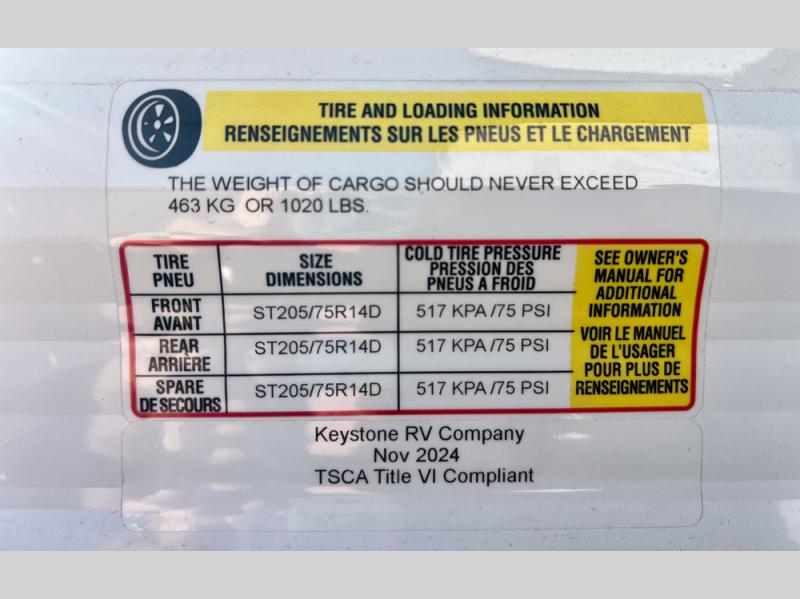 TIRE AND LOADING INFORMATION
RENSEIGNEMENTS SUR LES PNEUS ET LE CHARGEMENT
THE WEIGHT OF CARGO SHOULD NEVER EXCEED
463 KG OR 1020 LBS.
TIRE
PNEU
SIZE
DIMENSIONS
COLD TIRE PRESSURE
PRESSION DES
PNEUS A FROID
FRONT
AVANT
ST205/75R14D
517 KPA /75 PSI
REAR
ARRIÈRE
ST205/75R14D
517 KPA /75 PSI
SPARE
DE SECOURS
ST205/75R14D
517 KPA /75 PSI
SEE OWNER'S
MANUAL FOR
ADDITIONAL
INFORMATION
VOIR LE MANUEL
DE L'USAGER
POUR PLUS DE
RENSEIGNEMENTS
Keystone RV Company
Nov 2024
TSCA Title VI Compliant